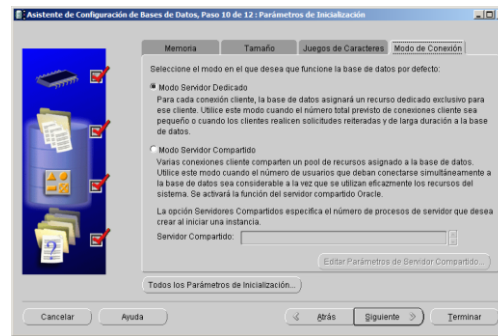 Asistente de Configuración de Bases de Datos, Paso 10 de 12 : Parámetros de Inicialización
Memoria
Tamaño
Juegos de Caracteres
Modo de Conexión
Seleccione el modo en el que desea que funcione la base de datos por defecto:
Modo Servidor Dedicado
Para cada conexión cliente, la base de datos asignará un recurso dedicado exclusivo para
ese cliente. Utilice este modo cuando el número total previsto de conexiones cliente sea
pequeño o cuando los clientes realicen solicitudes reiteradas y de larga duración a la base
de datos.
Modo Servidor Compartido
Varias conexiones cliente comparten un pool de recursos asignado a la base de datos.
Utilice este modo cuando el número de usuarios que deban conectarse simultáneamente a
la base de datos sea considerable a la vez que se utilizan eficazmente los recursos del
sistema. Se activará la función del servidor compartido Oracle.
La opción Servidores Compartidos especifica el número de procesos de servidor que desea
crear al iniciar una instancia.
Servidor Compartido:
Editar Parámetros de Servidor Compartido...
Todos los Parámetros de Inicialización...
Cancelar
Ayuda
Atrás
Siguiente
Terminar